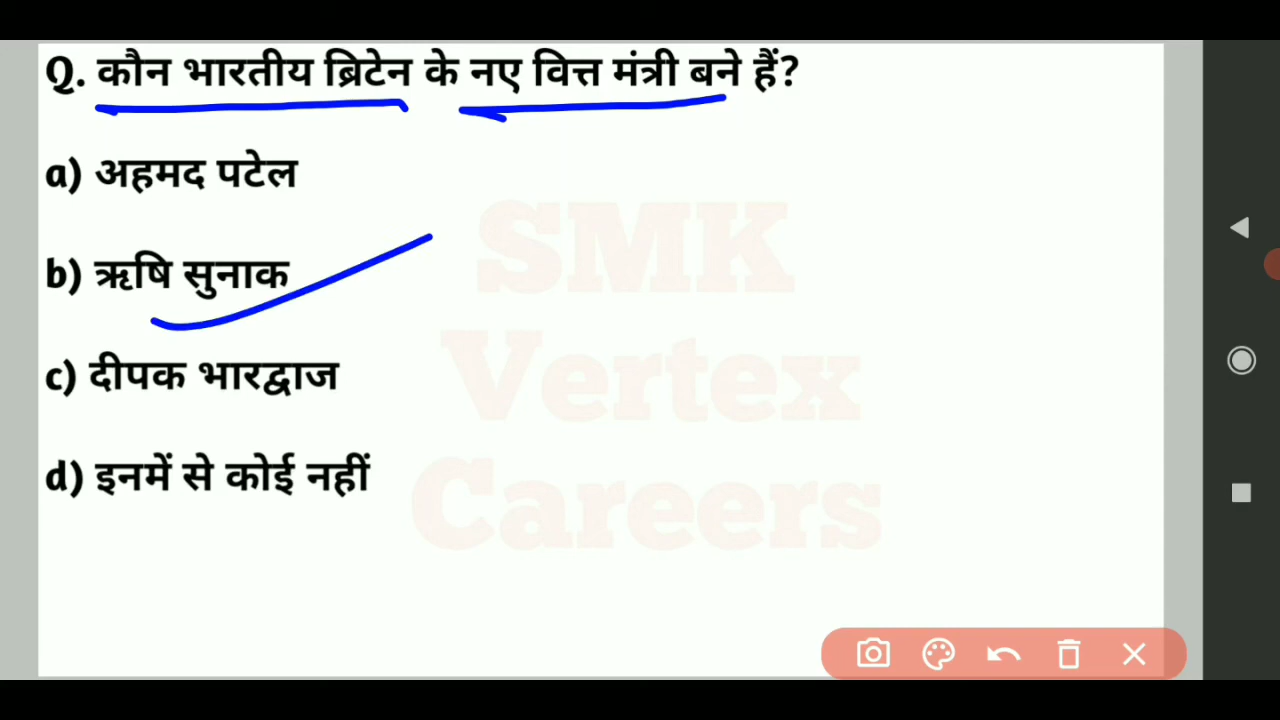 Q. कौन भारतीय ब्रिटेन के नए वित्त मंत्री बने हैं?
a) अहमद पटेल
b) ऋषि सुनाक
c) दीपक भारद्वाज
d) इनमें से कोई नहीं
SMK
Vertex
Careers